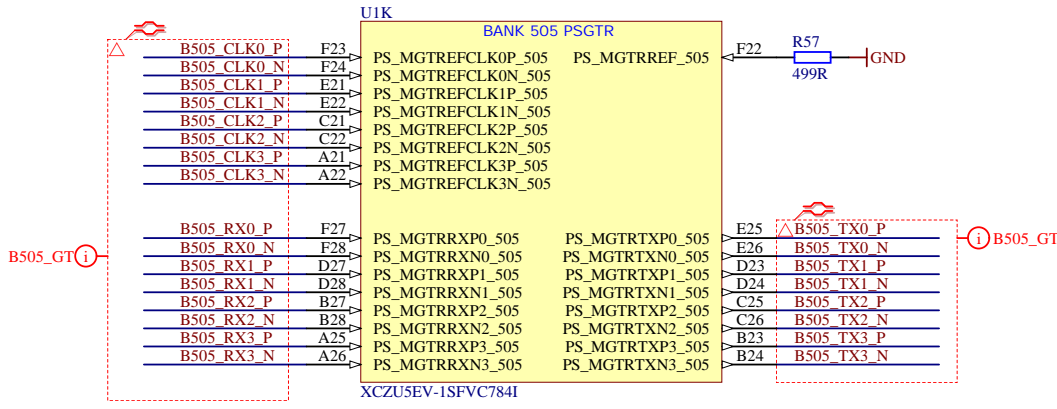 U1K
BANK 505 PSGTR
B505_CLK0_P F23 PS_MGTREFCLK0P_505 PS_MGTRREF_505 F22 R57 499R GND
B505_CLK0_N F24 PS_MGTREFCLK0N_505
B505_CLK1_P E21 PS_MGTREFCLK1P_505
B505_CLK1_N E22 PS_MGTREFCLK1N_505
B505_CLK2_P C21 PS_MGTREFCLK2P_505
B505_CLK2_N C22 PS_MGTREFCLK2N_505
B505_CLK3_P A21 PS_MGTREFCLK3P_505
B505_CLK3_N A22 PS_MGTREFCLK3N_505
B505_RX0_P F27 PS_MGTRRXP0_505 PS_MGTRTXP0_505 E25 B505_TX0_P
B505_GT i B505_RX0_N F28 PS_MGTRRXN0_505 PS_MGTRTXN0_505 E26 B505_TX0_N i B505_GT
B505_RX1_P D27 PS_MGTRRXP1_505 PS_MGTRTXP1_505 D23 B505_TX1_P
B505_RX1_N D28 PS_MGTRRXN1_505 PS_MGTRTXN1_505 D24 B505_TX1_N
B505_RX2_P B27 PS_MGTRRXP2_505 PS_MGTRTXP2_505 C25 B505_TX2_P
B505_RX2_N B28 PS_MGTRRXN2_505 PS_MGTRTXN2_505 C26 B505_TX2_N
B505_RX3_P A25 PS_MGTRRXP3_505 PS_MGTRTXP3_505 B23 B505_TX3_P
B505_RX3_N A26 PS_MGTRRXN3_505 PS_MGTRTXN3_505 B24 B505_TX3_N
XCZU5EV-1SFVC784I